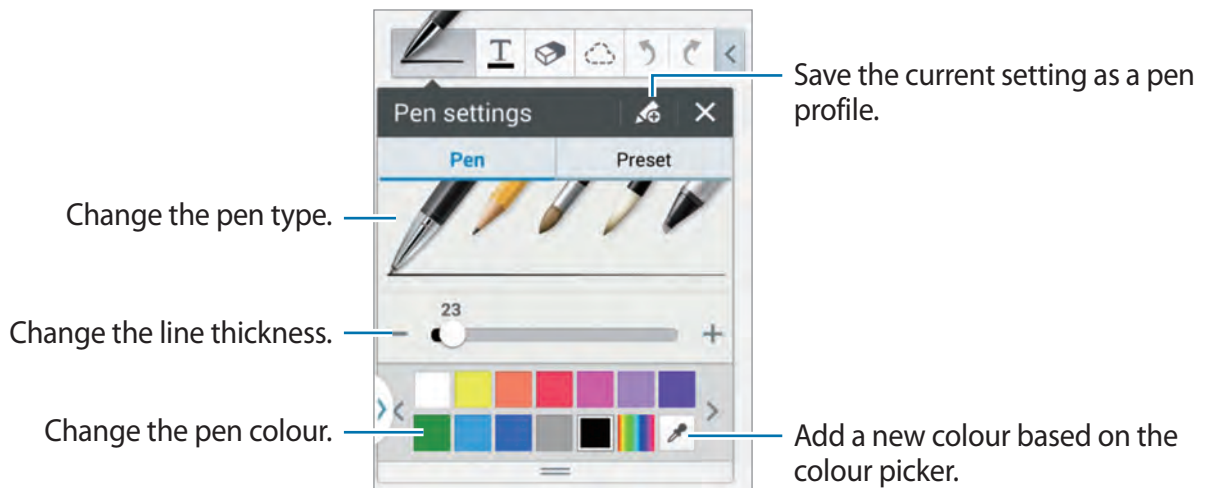 T
Save the current setting as a pen
profile.
Pen settings
Pen
Preset
Change the pen type.
23
Change the line thickness.
Change the pen colour.
Add a new colour based on the
colour picker.